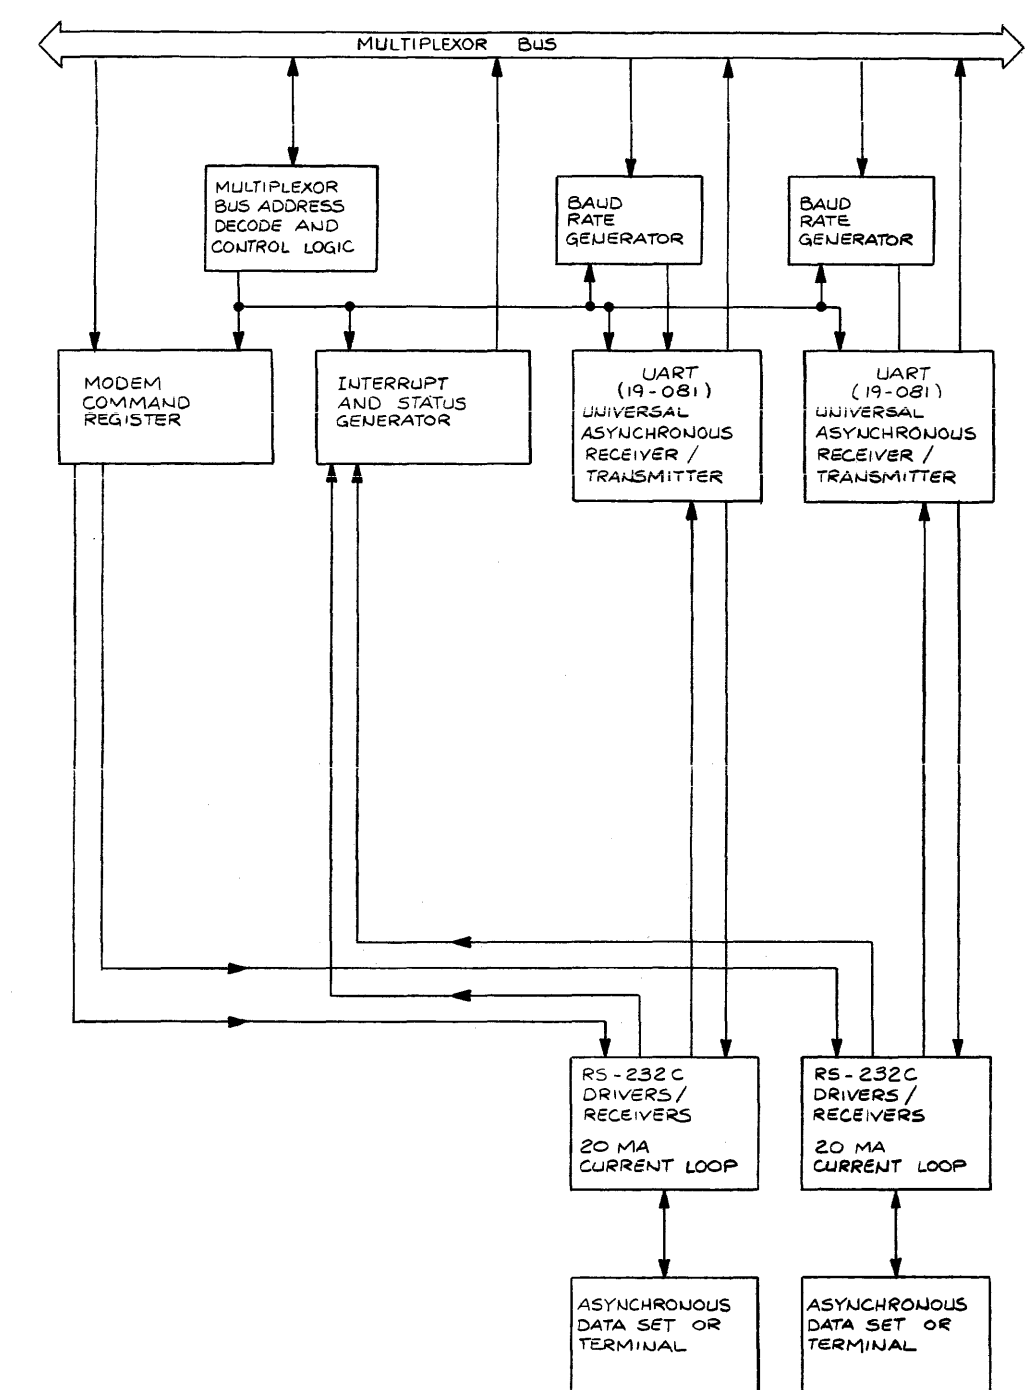 MULTIPLEXOR BUS
MULTIPLEXOR
BUS ADDRESS
DECODE AND
CONTROL LOGIC
BAUD
RATE
GENERATOR
BAUD
RATE
GENERATOR
MODEM
COMMAND
REGISTER
INTERRUPT
AND STATUS
GENERATOR
UART
(19-081)
UNIVERSAL
ASYNCHRONOUS
RECEIVER /
TRANSMITTER
UART
(19-081)
UNIVERSAL
ASYNCHRONOUS
RECEIVER /
TRANSMITTER
RS-232C
DRIVERS/
RECEIVERS
20 MA
CURRENT LOOP
RS-232C
DRIVERS/
RECEIVERS
20 MA
CURRENT LOOP
ASYNCHRONOUS
DATA SET OR
TERMINAL
ASYNCHRONOUS
DATA SET OR
TERMINAL